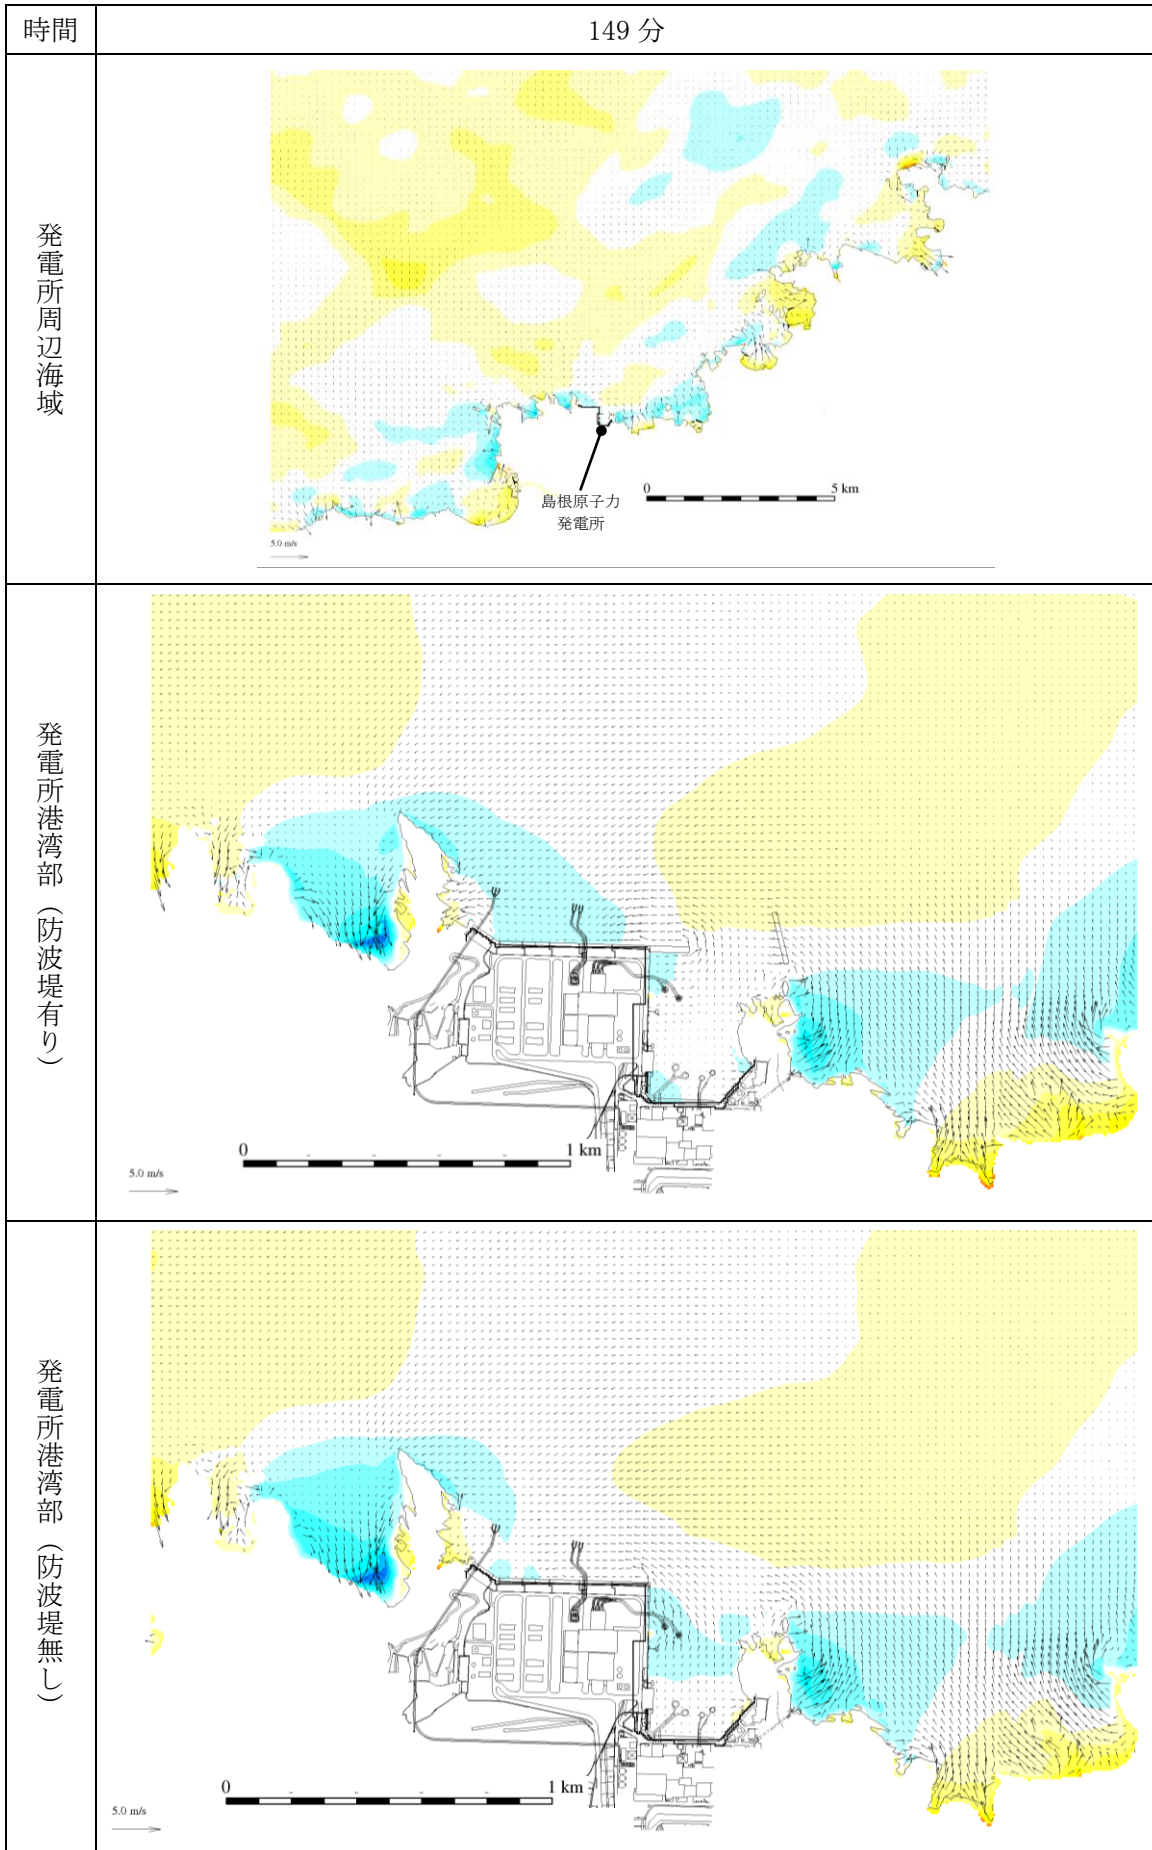 時間
149 分
発電所周辺海域
島根原子力
発電所
0 5 km
5.0 m/s
発電所港湾部（防波堤有り）
0 1 km
5.0 m/s
発電所港湾部（防波堤無し）
0 1 km
5.0 m/s